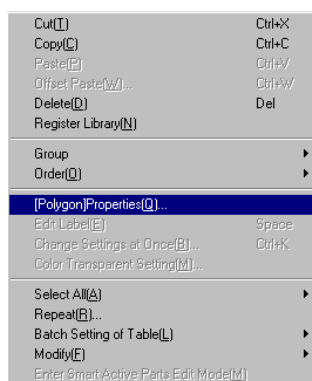 Cut(T) Ctrl+X
Copy(C) Ctrl+C
Paste(P) Ctrl+V
Offset Paste(W)... Ctrl+W
Delete(D) Del
Register Library(N)
Group
Order(O)
[Polygon]Properties(Q)...
Edit Label(E) Space
Change Settings at Once(B)... Ctrl+K
Color Transparent Setting(M)...
Select All(A)
Repeat(R)...
Batch Setting of Table(L)
Modify(F)
Enter Smart Active Parts Edit Mode(M)